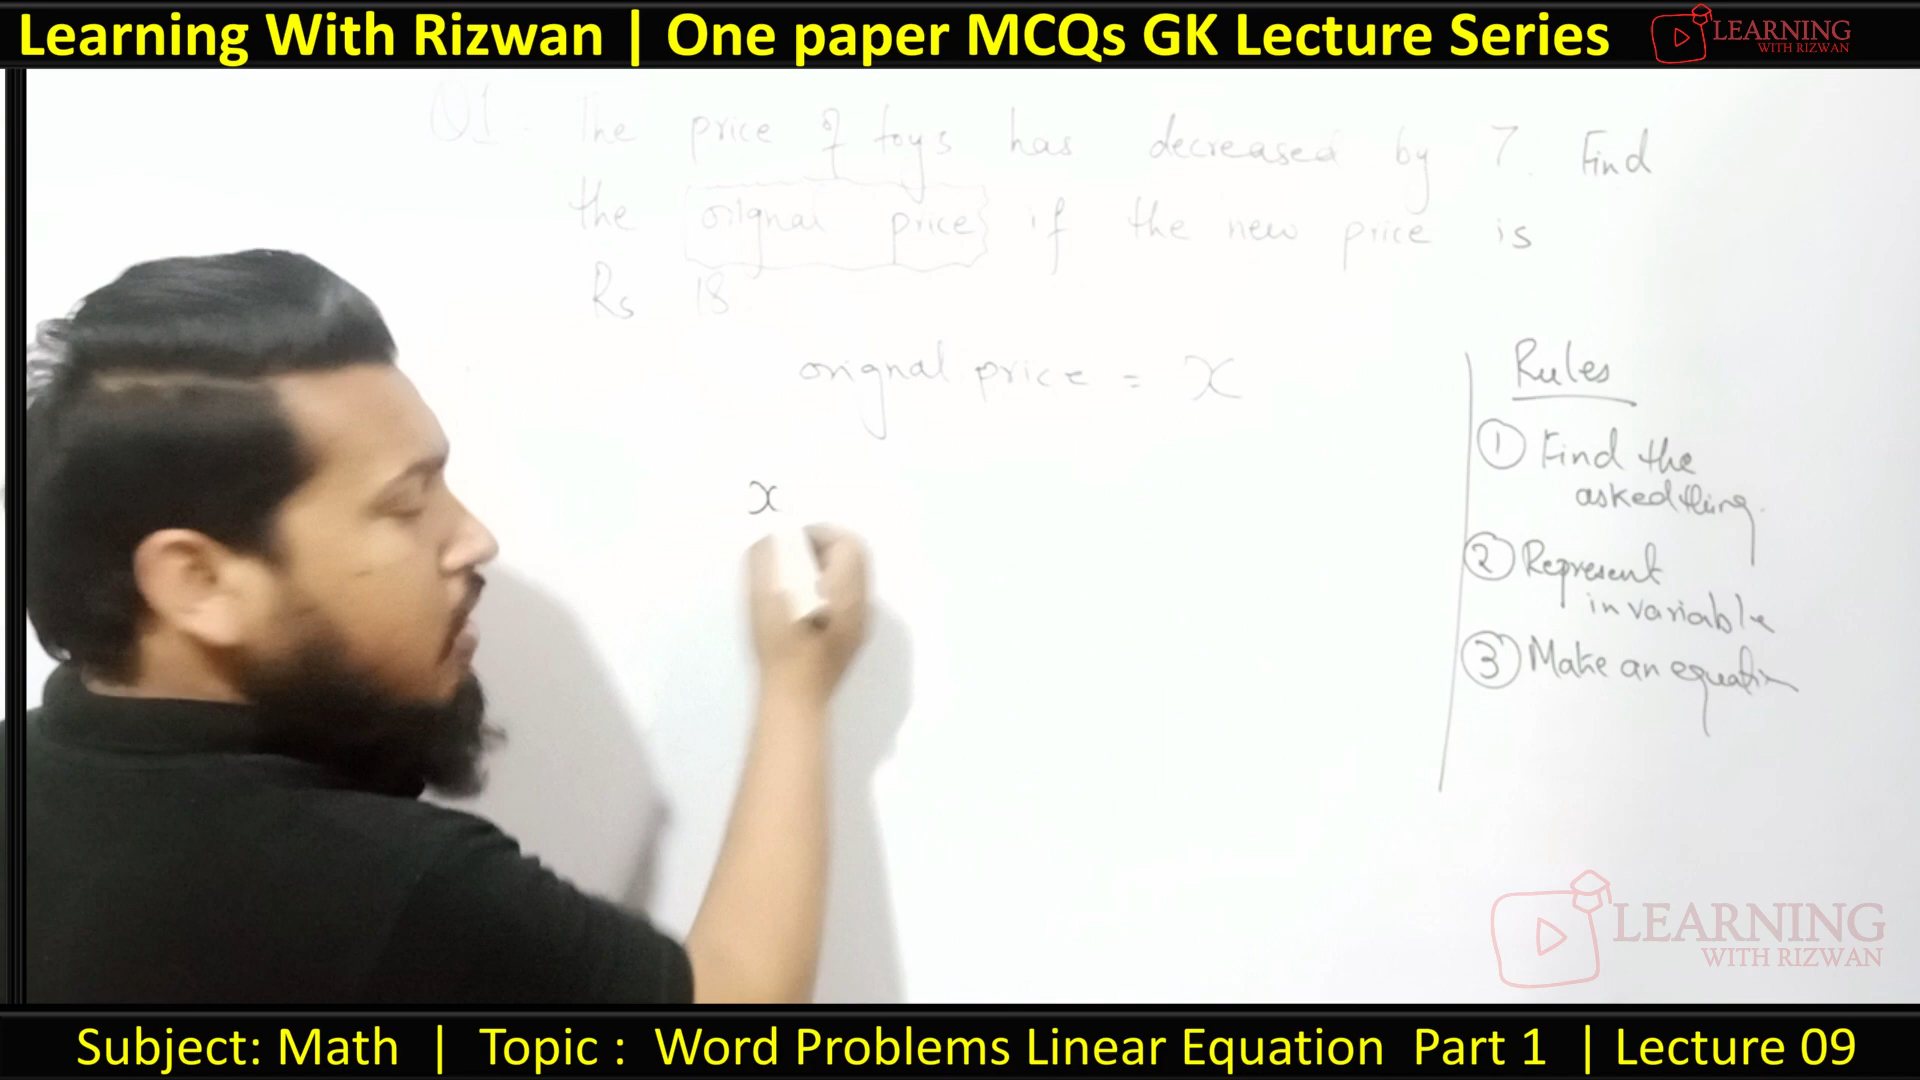 Learning With Rizwan | One paper MCQs GK Lecture Series
LEARNING
WITH RIZWAN
Q1. The price of toys has decreased by 7. Find
the orignal price if the new price is
Rs 18.
orignal price = x
x
Rules
① Find the
asked thing.
② Represent
in variable
③ Make an equation
LEARNING
WITH RIZWAN
Subject: Math | Topic : Word Problems Linear Equation Part 1 | Lecture 09